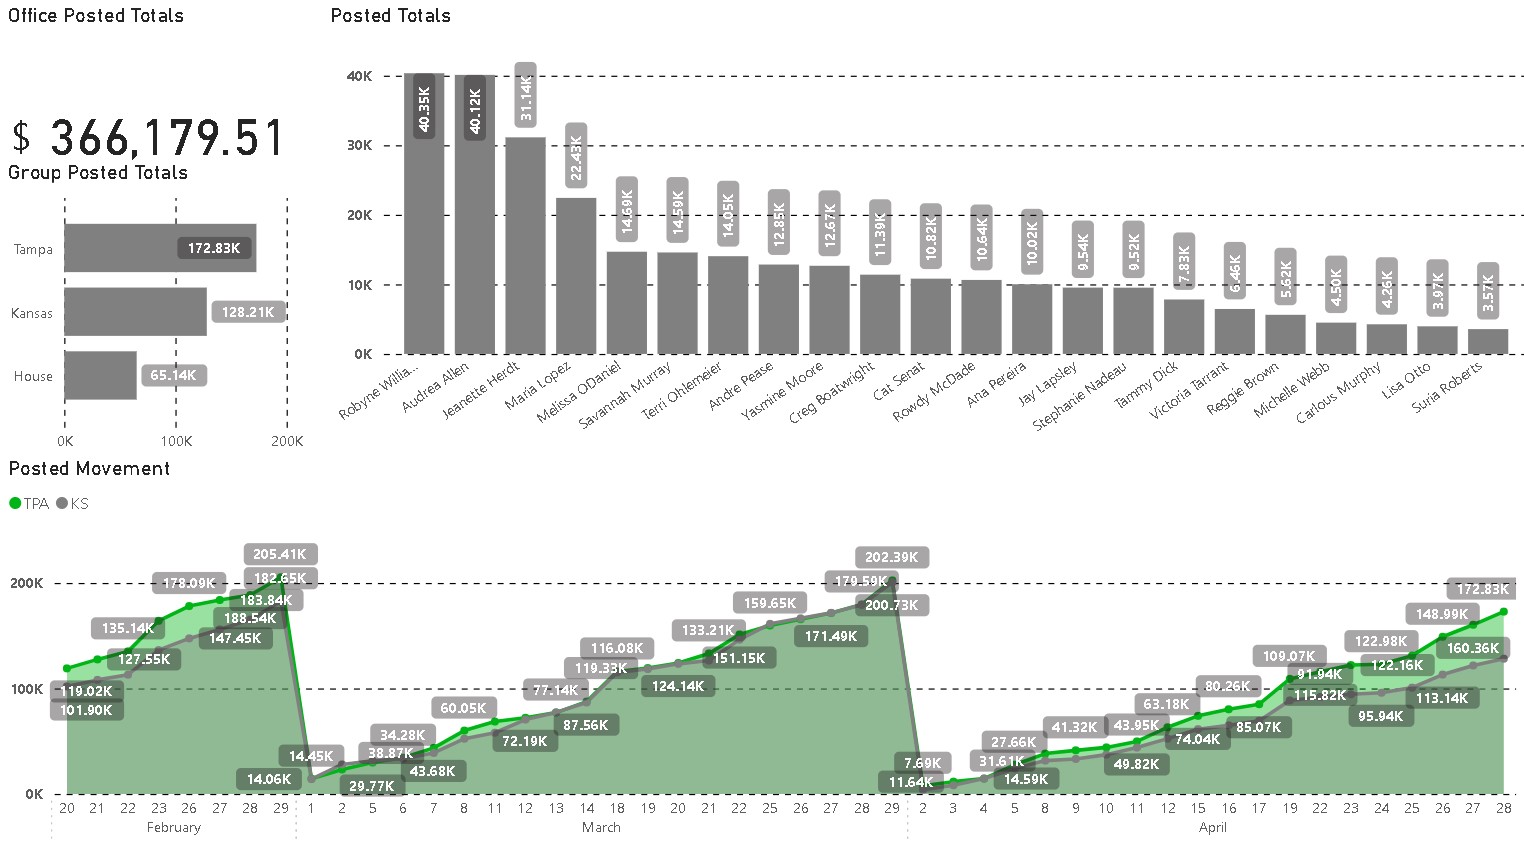 Office Posted Totals
$ 366,179.51
Group Posted Totals
Tampa
172.83K
Kansas
128.21K
House
65.14K
0K 100K 200K
Posted Totals
40K
30K
20K
10K
0K
40.35K 40.12K 31.14K 22.43K 14.69K 14.59K 14.05K 12.85K 12.67K 11.39K 10.82K 10.64K 10.02K 9.54K 9.52K 7.83K 6.46K 5.62K 4.50K 4.26K 3.97K 3.57K
Robyne Willia...
Audrea Allen
Jeanette Herdt
Maria Lopez
Melissa ODaniel
Savannah Murray
Terri Ohlemeier
Andre Pease
Yasmine Moore
Creg Boatwright
Cat Senat
Rowdy McDade
Ana Pereira
Jay Lapsley
Stephanie Nadeau
Tammy Dick
Victoria Tarrant
Reggie Brown
Michelle Webb
Carlous Murphy
Lisa Otto
Suria Roberts
Posted Movement
TPA KS
200K
100K
0K
119.02K
101.90K
135.14K
127.55K
178.09K
147.45K
205.41K
182.65K
183.84K
188.54K
14.45K
14.06K
29.77K
34.28K
38.87K
43.68K
60.05K
72.19K
77.14K
87.56K
116.08K
119.33K
124.14K
133.21K
151.15K
159.65K
171.49K
202.39K
179.59K
200.73K
7.69K
11.64K
27.66K
31.61K
14.59K
41.32K
43.95K
49.82K
63.18K
74.04K
80.26K
85.07K
109.07K
91.94K
115.82K
122.98K
122.16K
95.94K
148.99K
113.14K
172.83K
160.36K
20 21 22 23 26 27 28 29 1 2 5 6 7 8 11 12 13 14 18 19 20 21 22 25 26 27 28 29 2 3 4 5 8 9 10 11 12 15 16 17 19 22 23 24 25 26 27 28
February March April